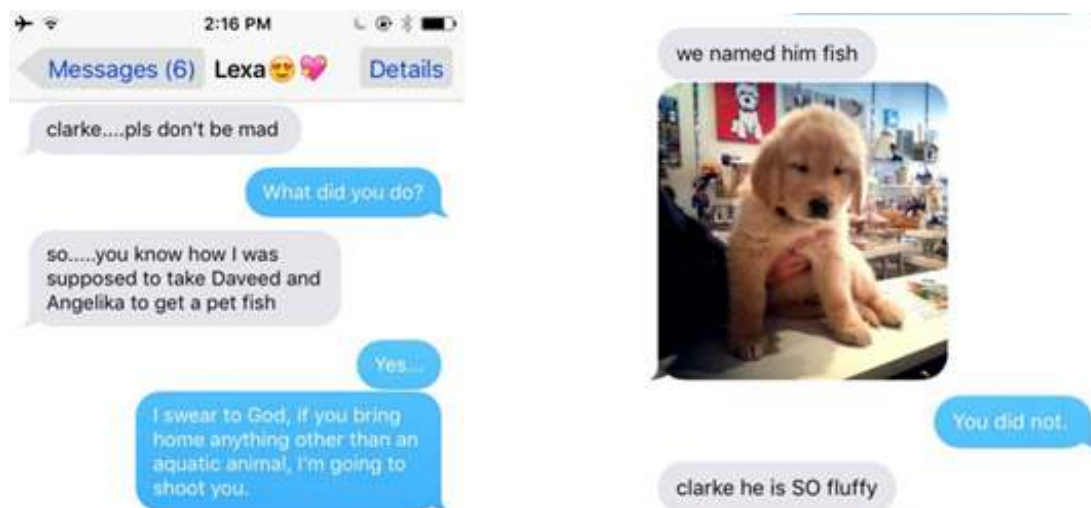 2:16 PM
Messages (6) Lexa😍💘 Details
clarke....pls don't be mad
What did you do?
so.....you know how I was
supposed to take Daveed and
Angelika to get a pet fish
Yes...
I swear to God, if you bring
home anything other than an
aquatic animal, I'm going to
shoot you.
we named him fish
You did not.
clarke he is SO fluffy